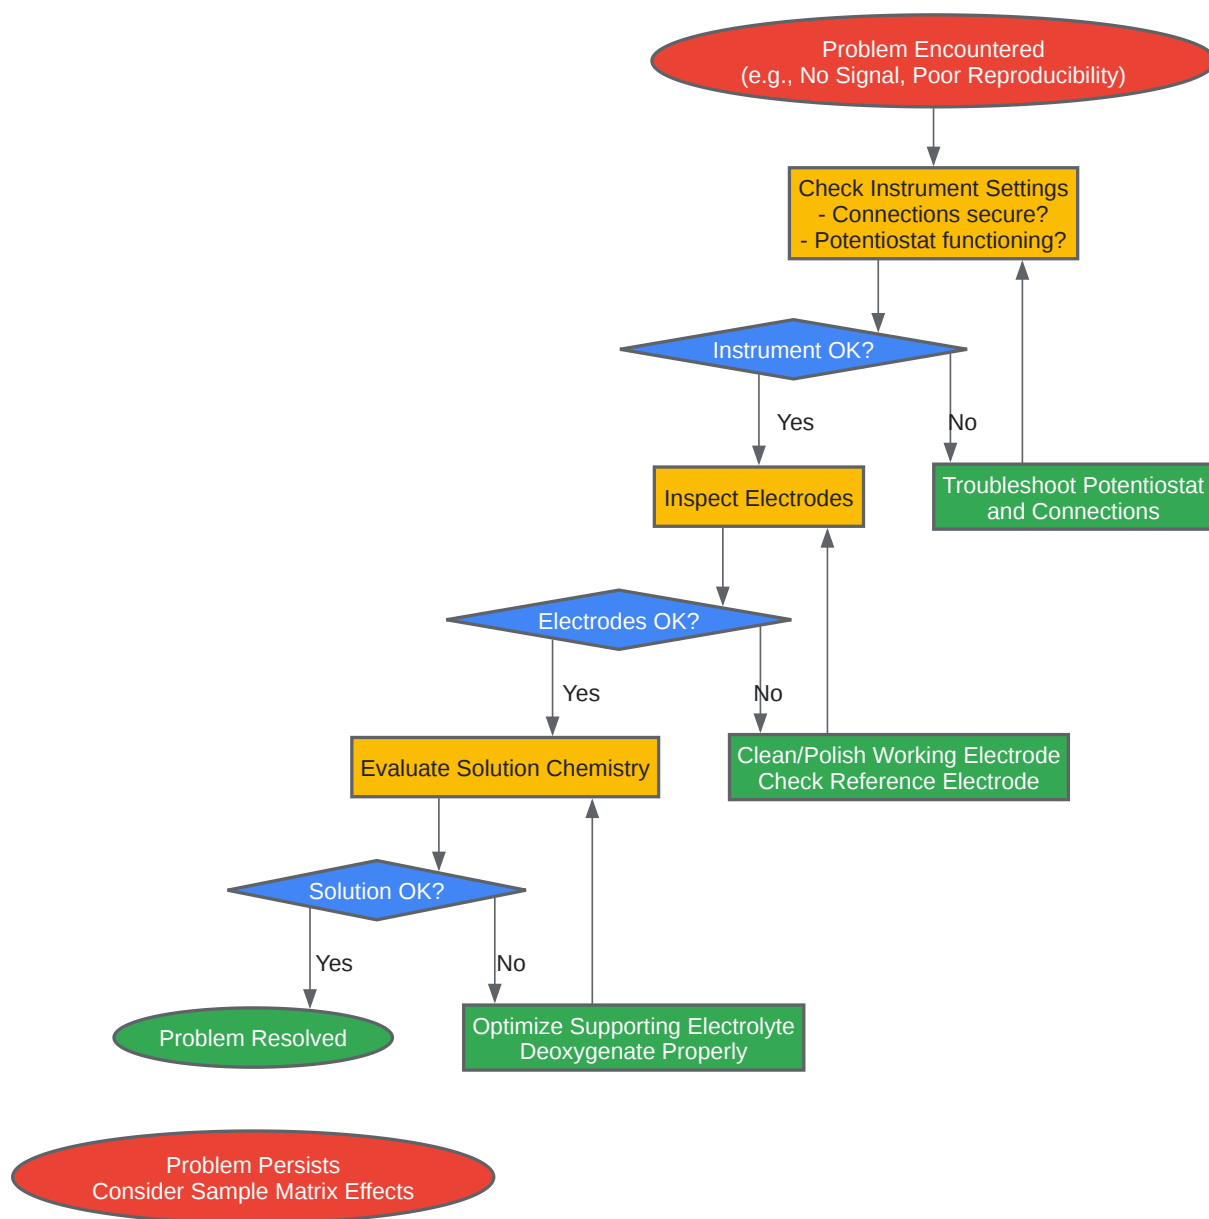 Problem Encountered
(e.g., No Signal, Poor Reproducibility)
Check Instrument Settings
- Connections secure?
- Potentiostat functioning?
Instrument OK?
Yes
No
Inspect Electrodes
Troubleshoot Potentiostat
and Connections
Electrodes OK?
Yes
No
Evaluate Solution Chemistry
Clean/Polish Working Electrode
Check Reference Electrode
Solution OK?
Yes
No
Problem Resolved
Optimize Supporting Electrolyte
Deoxygenate Properly
Problem Persists
Consider Sample Matrix Effects